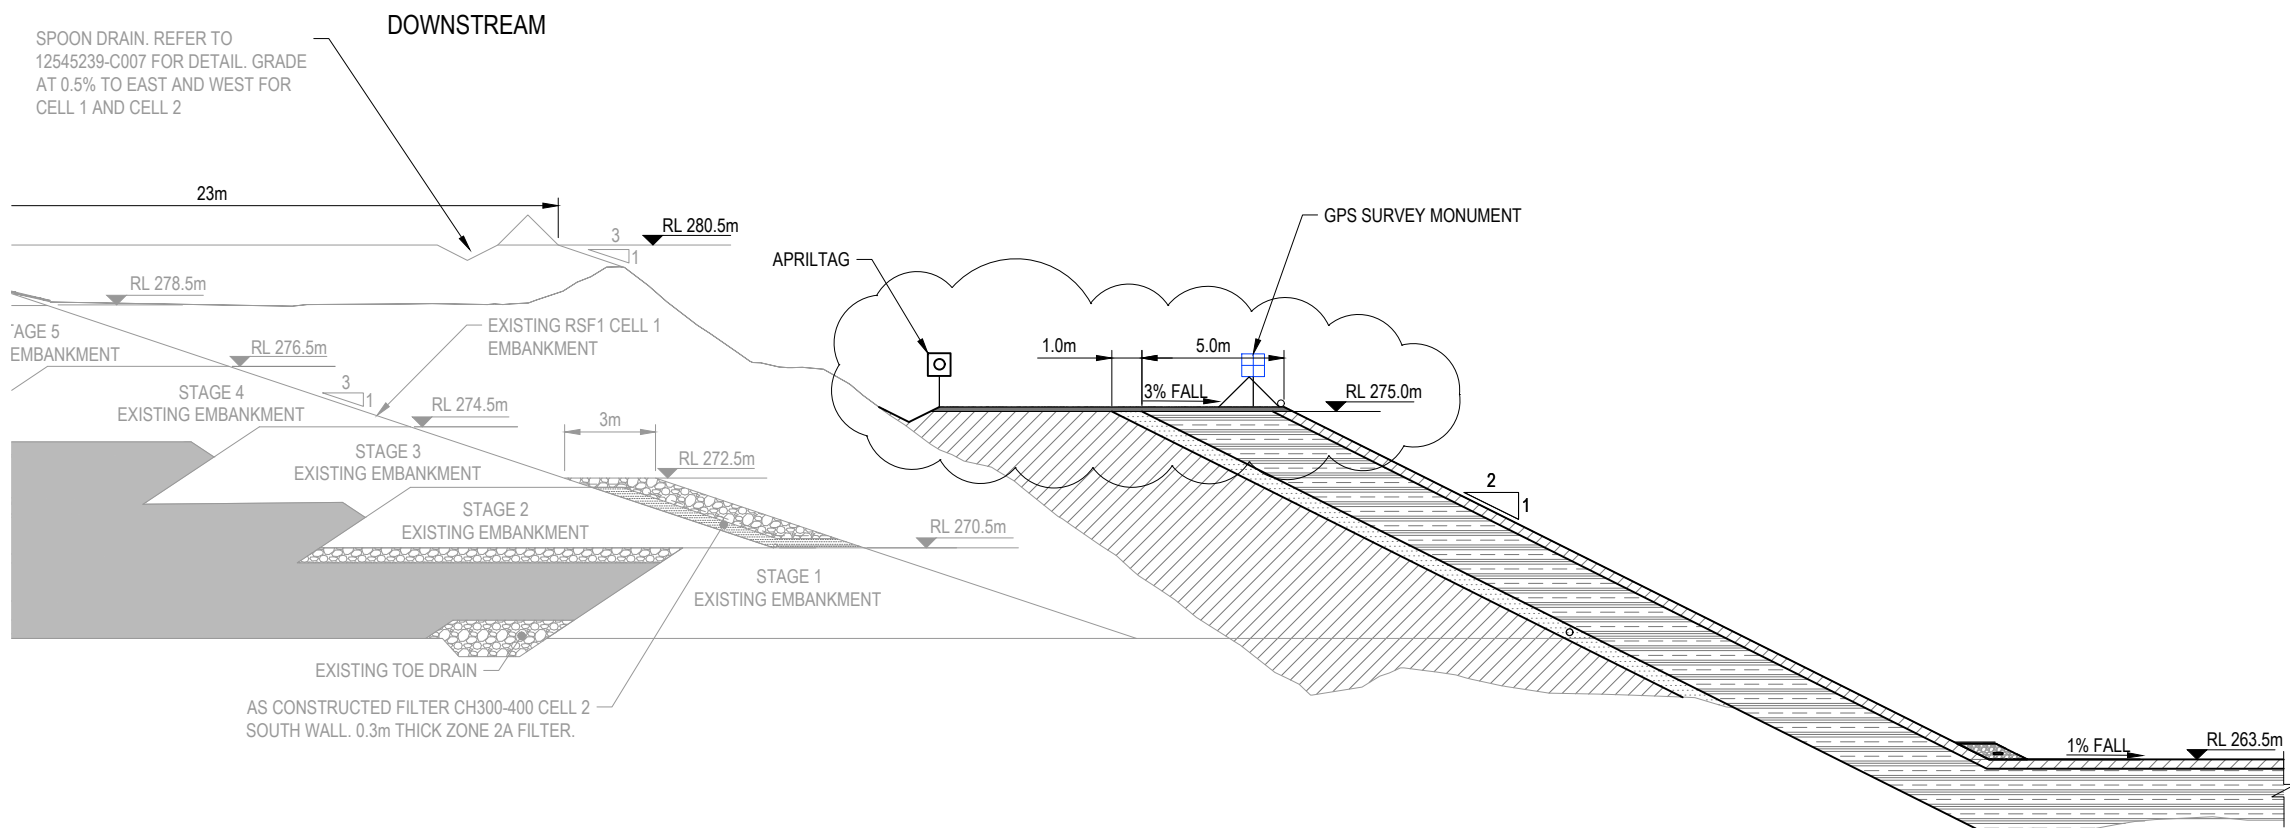 DOWNSTREAM
SPOON DRAIN. REFER TO
12545239-C007 FOR DETAIL. GRADE
AT 0.5% TO EAST AND WEST FOR
CELL 1 AND CELL 2
23m
RL 280.5m
3
1
GPS SURVEY MONUMENT
APRILTAG
RL 278.5m
TAGE 5
EMBANKMENT
EXISTING RSF1 CELL 1
EMBANKMENT
RL 276.5m
1.0m
5.0m
3% FALL
RL 275.0m
STAGE 4
EXISTING EMBANKMENT
3
1
RL 274.5m
3m
STAGE 3
EXISTING EMBANKMENT
RL 272.5m
2
1
STAGE 2
EXISTING EMBANKMENT
RL 270.5m
STAGE 1
EXISTING EMBANKMENT
EXISTING TOE DRAIN
AS CONSTRUCTED FILTER CH300-400 CELL 2
SOUTH WALL. 0.3m THICK ZONE 2A FILTER.
1% FALL
RL 263.5m